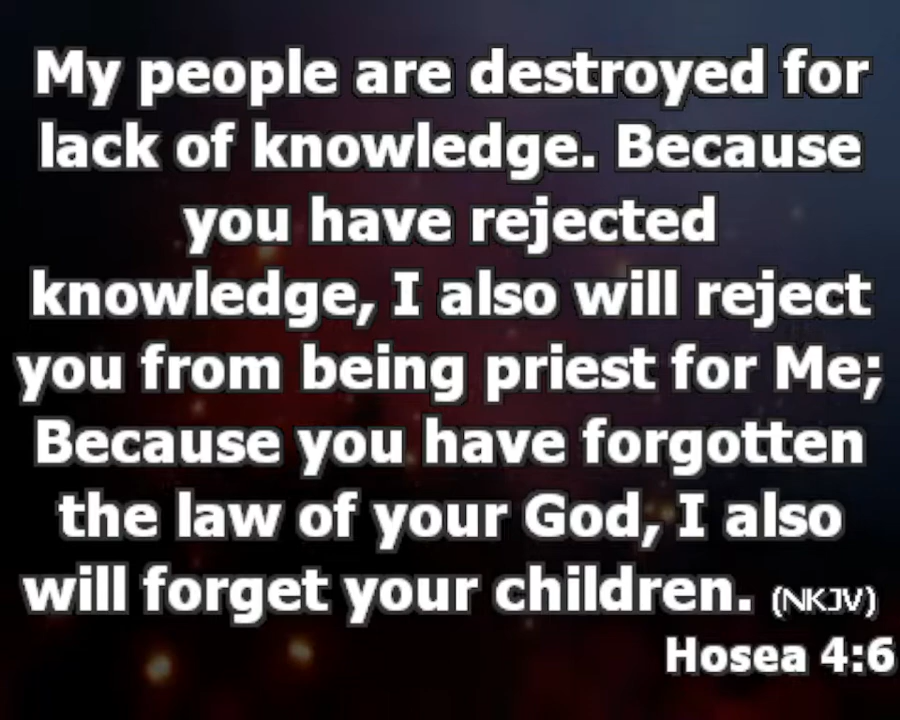 My people are destroyed for
lack of knowledge. Because
you have rejected
knowledge, I also will reject
you from being priest for Me;
Because you have forgotten
the law of your God, I also
will forget your children. (NKJV)
Hosea 4:6